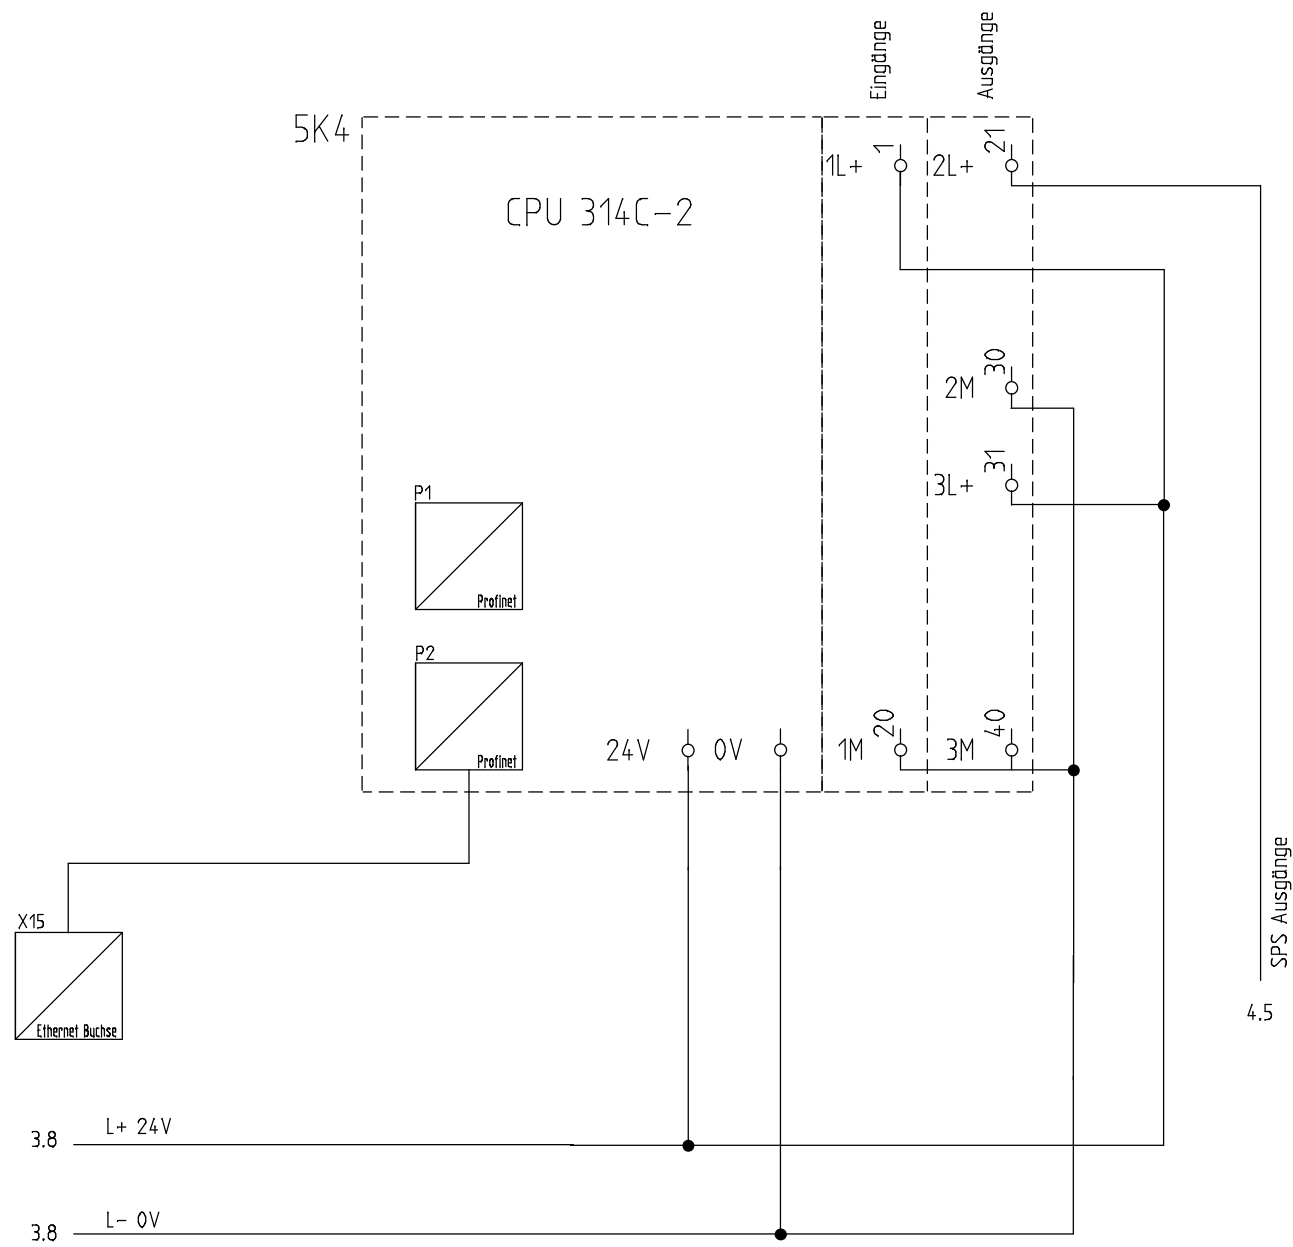 Eingänge
Ausgänge
5K4
1L+ 1
2L+ 21
CPU 314C-2
2M 30
3L+ 31
P1
Profinet
P2
Profinet
24V 0V
1M 20
3M 40
SPS Ausgänge
4.5
X15
Ethernet Buchse
3.8 L+ 24V
3.8 L- 0V